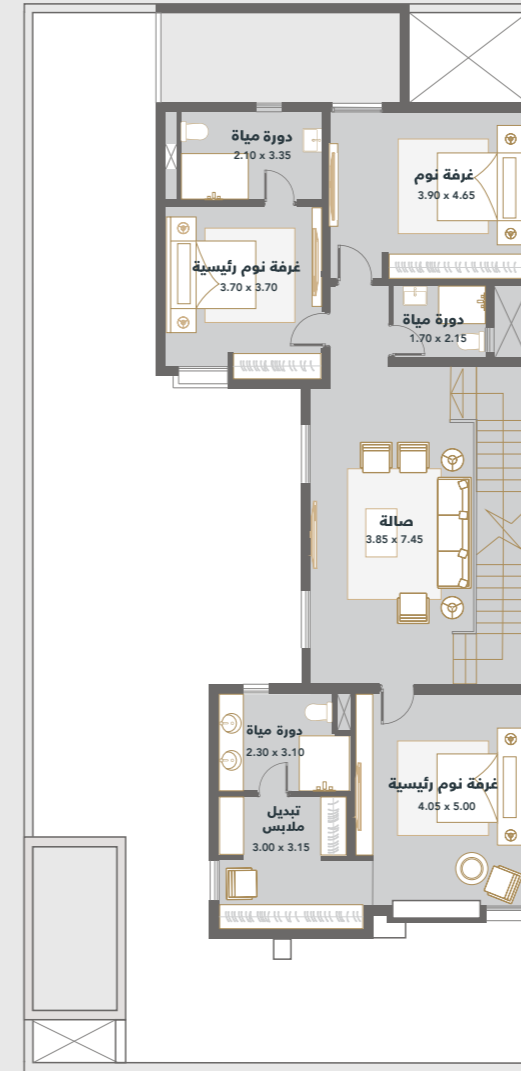 دورة مياة
2.10 x 3.35
غرفة نوم
3.90 x 4.65
غرفة نوم رئيسية
3.70 x 3.70
دورة مياة
1.70 x 2.15
صالة
3.85 x 7.45
دورة مياة
2.30 x 3.10
غرفة نوم رئيسية
4.05 x 5.00
تبديل
ملابس
3.00 x 3.15